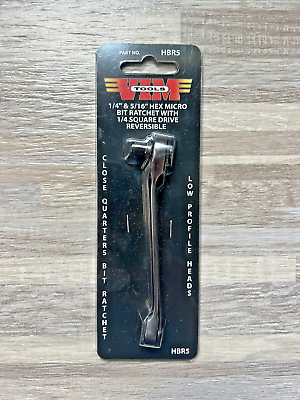 PART NO. HBR5
VIM
TOOLS
1/4" & 5/16" HEX MICRO
BIT RATCHET WITH
1/4 SQUARE DRIVE
REVERSIBLE
CLOSE QUARTERS BIT RATCHET
LOW PROFILE HEADS
HBR5